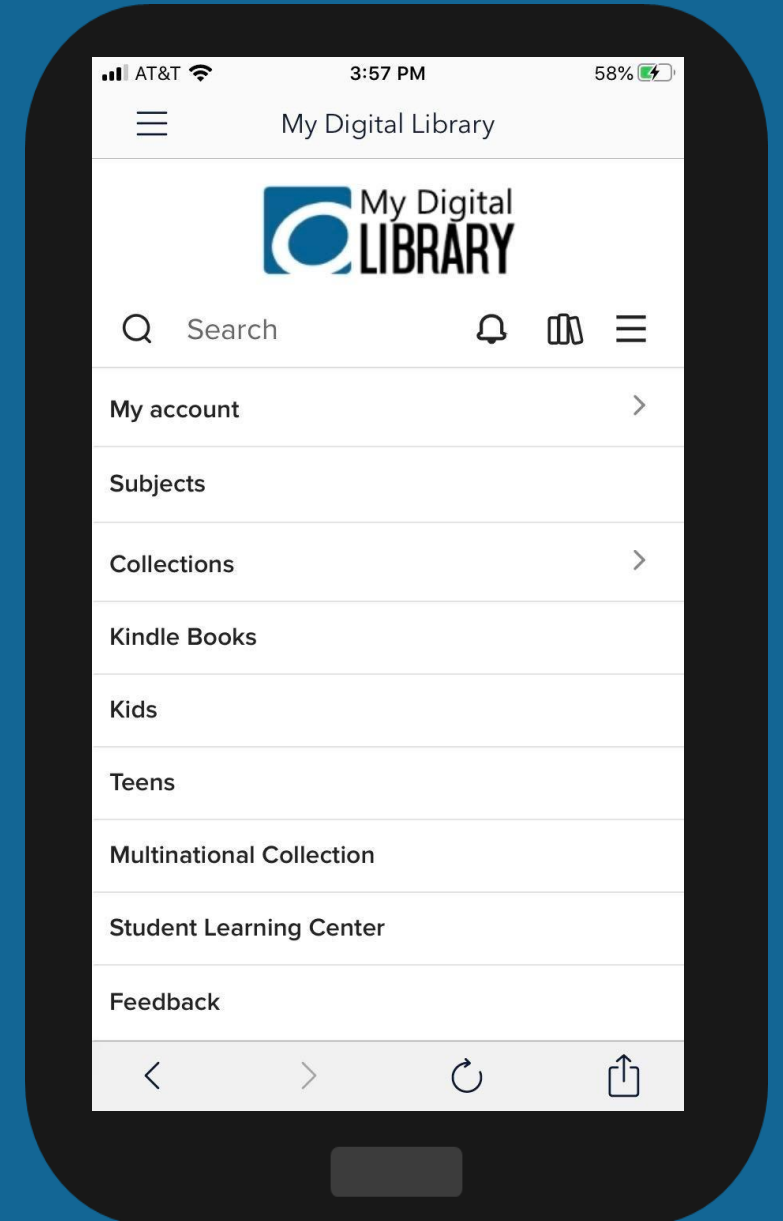 AT&T 3:57 PM 58%
My Digital Library
My Digital
LIBRARY
Search
My account
Subjects
Collections
Kindle Books
Kids
Teens
Multinational Collection
Student Learning Center
Feedback